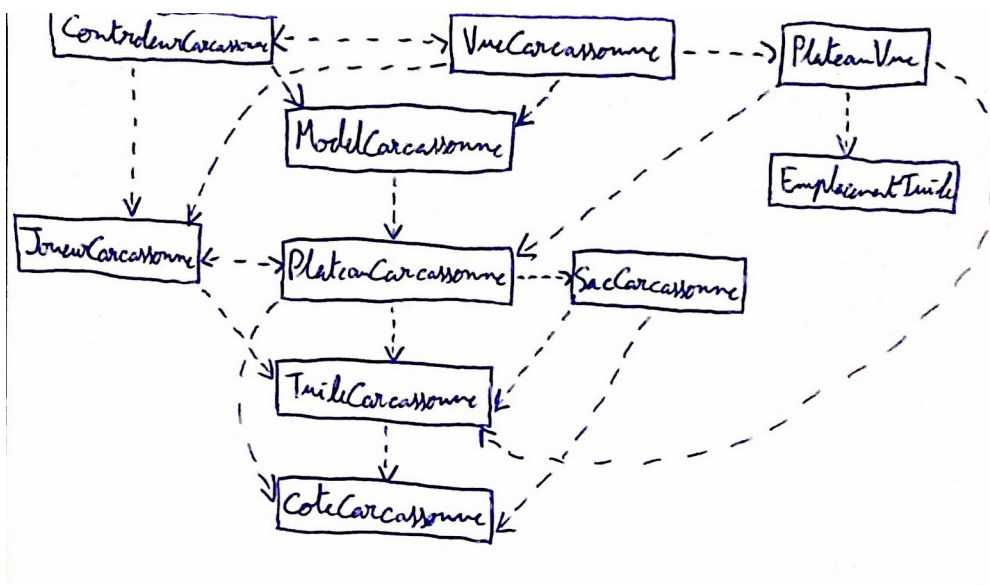 ControleurCarcassonne
VueCarcassonne
PlateauVue
ModelCarcassonne
EmplacementTuile
JoueurCarcassonne
PlateauCarcassonne
SacCarcassonne
TuileCarcassonne
CoteCarcassonne